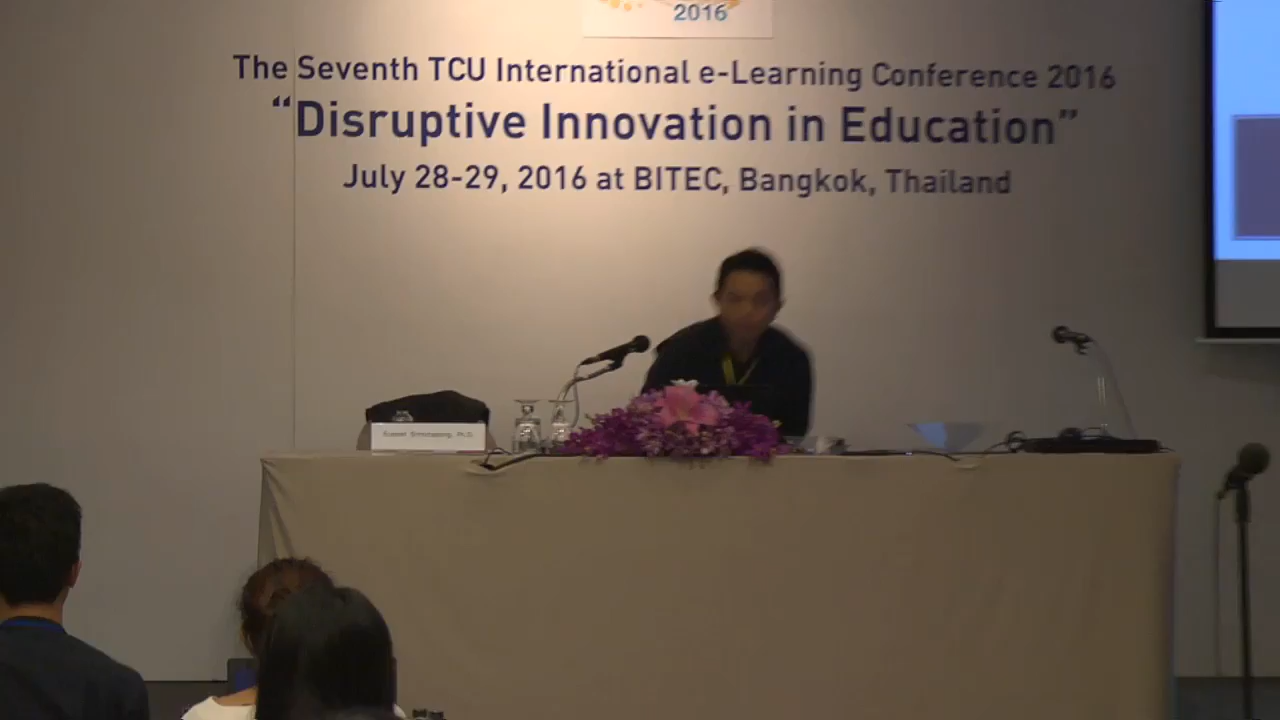 2016
The Seventh TCU International e-Learning Conference 2016
“Disruptive Innovation in Education”
July 28-29, 2016 at BITEC, Bangkok, Thailand
Ph.D.